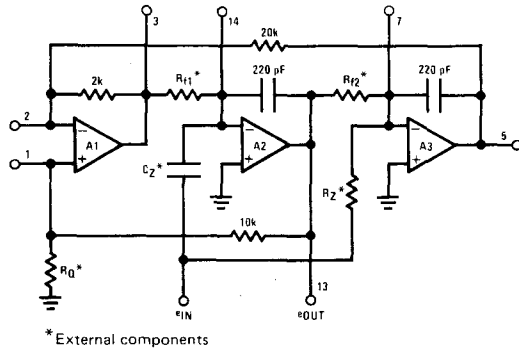 3
14
7
20k
2k
Rf1*
220 pF
Rf2*
220 pF
2
−
A1
+
1
−
A2
+
−
A3
+
5
CZ*
RZ*
10k
RQ*
13
eIN
eOUT
*External components